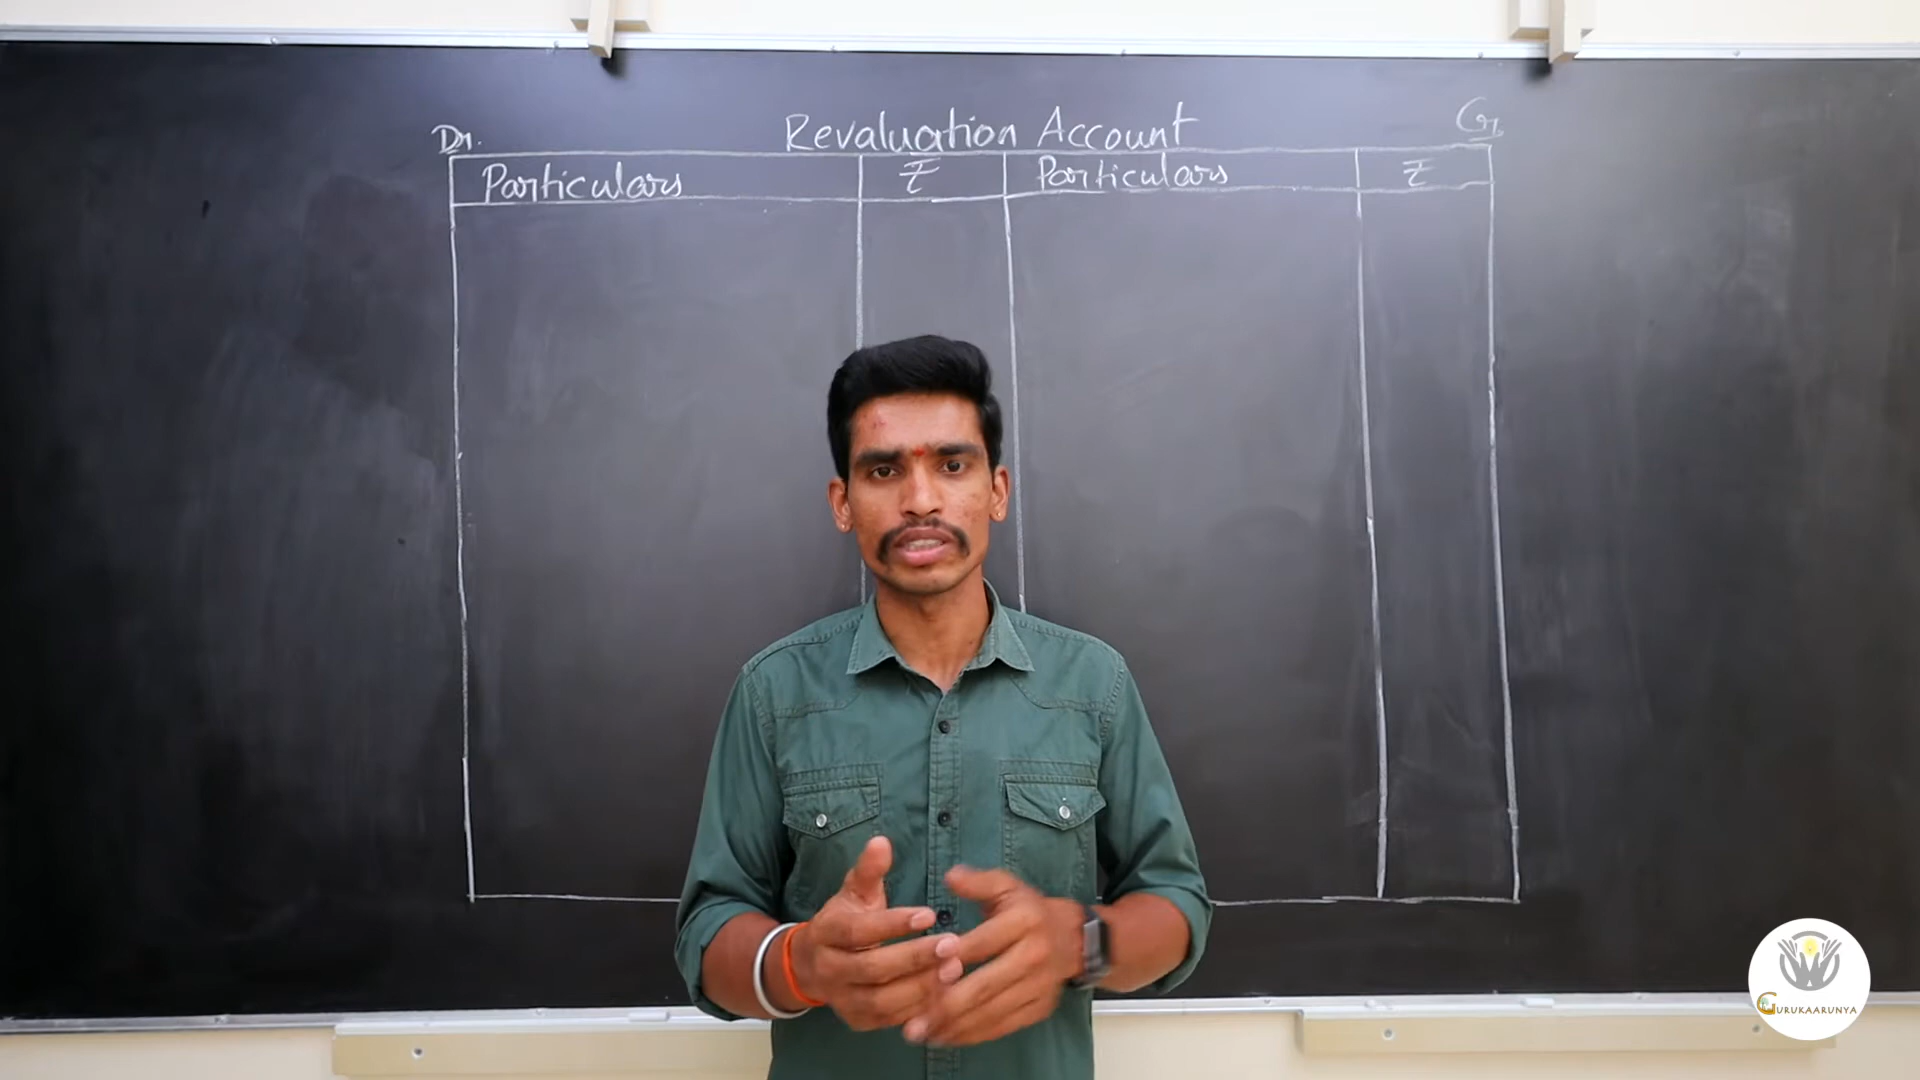 Revaluation Account
Dr. Cr.
Particulars ₹ Particulars ₹
GURUKAARUNYA